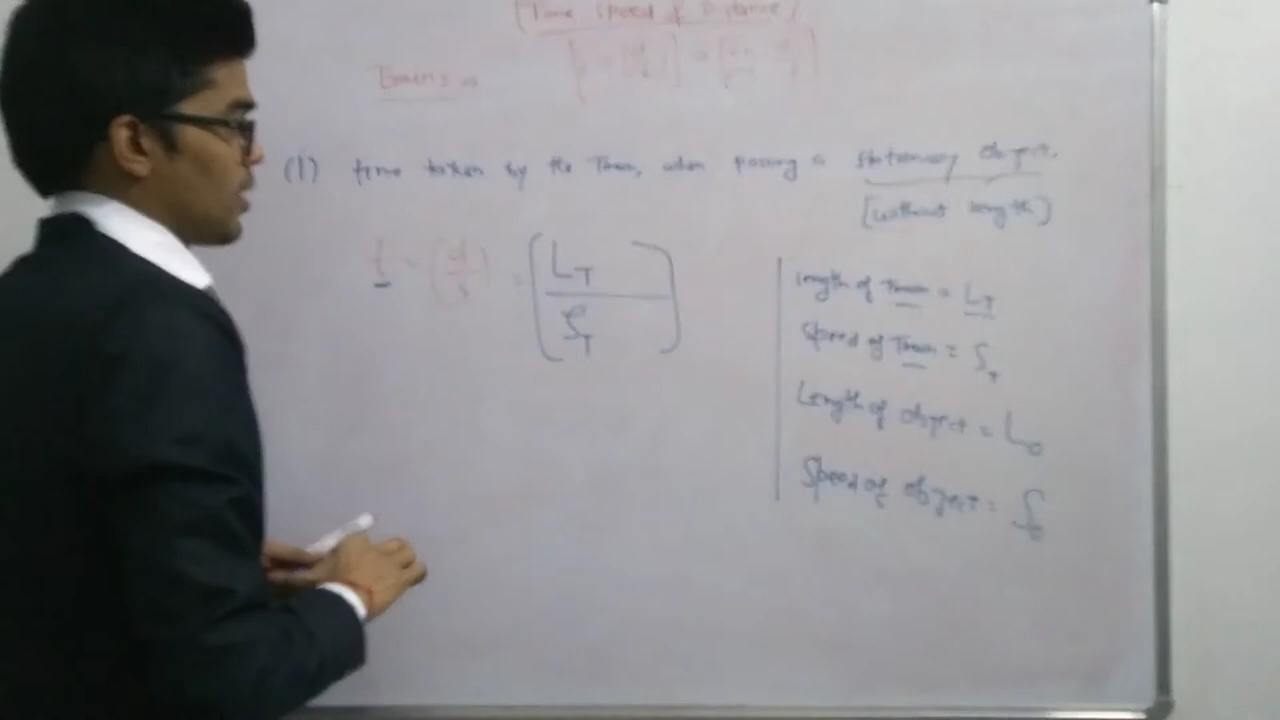 Time Speed & Distance
Trains
(1) time taken by the Train, when passing a stationary object.
[without length]
t = (d/s) = (L_T / S_T)
Length of Train = L_T
Speed of Train = S_T
Length of object = L_O
Speed of object = S_O